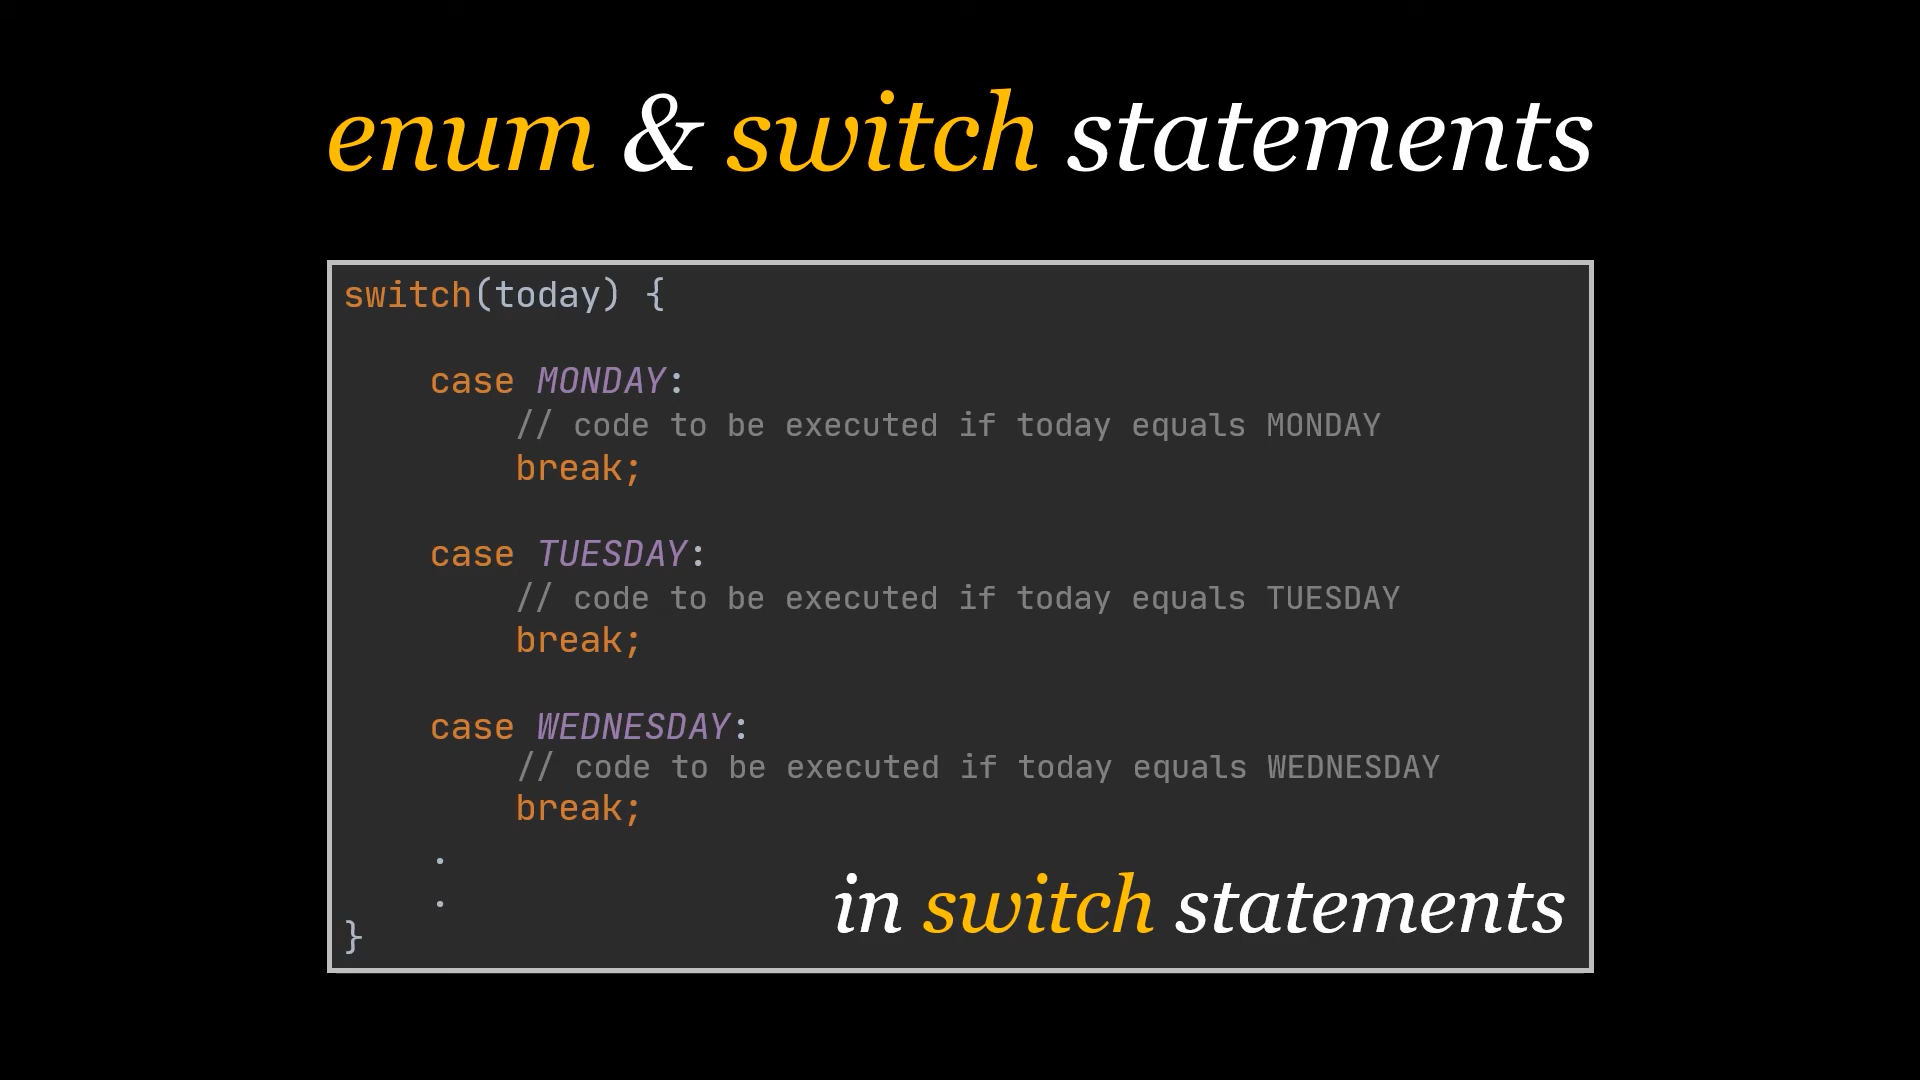 enum & switch statements
switch(today) {
case MONDAY:
// code to be executed if today equals MONDAY
break;
case TUESDAY:
// code to be executed if today equals TUESDAY
break;
case WEDNESDAY:
// code to be executed if today equals WEDNESDAY
break;
.
.
}
in switch statements